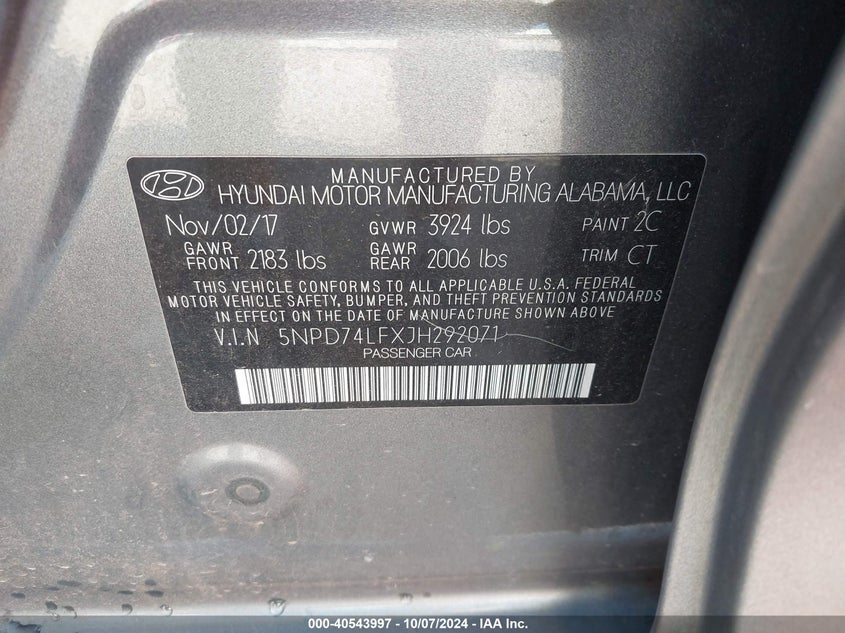 MANUFACTURED BY
HYUNDAI MOTOR MANUFACTURING ALABAMA, LLC
Nov/02/17 GVWR 3924 lbs PAINT 2C
GAWR FRONT 2183 lbs GAWR REAR 2006 lbs TRIM CT
THIS VEHICLE CONFORMS TO ALL APPLICABLE U.S.A. FEDERAL
MOTOR VEHICLE SAFETY, BUMPER, AND THEFT PREVENTION STANDARDS
IN EFFECT ON THE DATE OF MANUFACTURE SHOWN ABOVE
V.I.N 5NPD74LFXJH292071
PASSENGER CAR
000-40543997 - 10/07/2024 - IAA Inc.